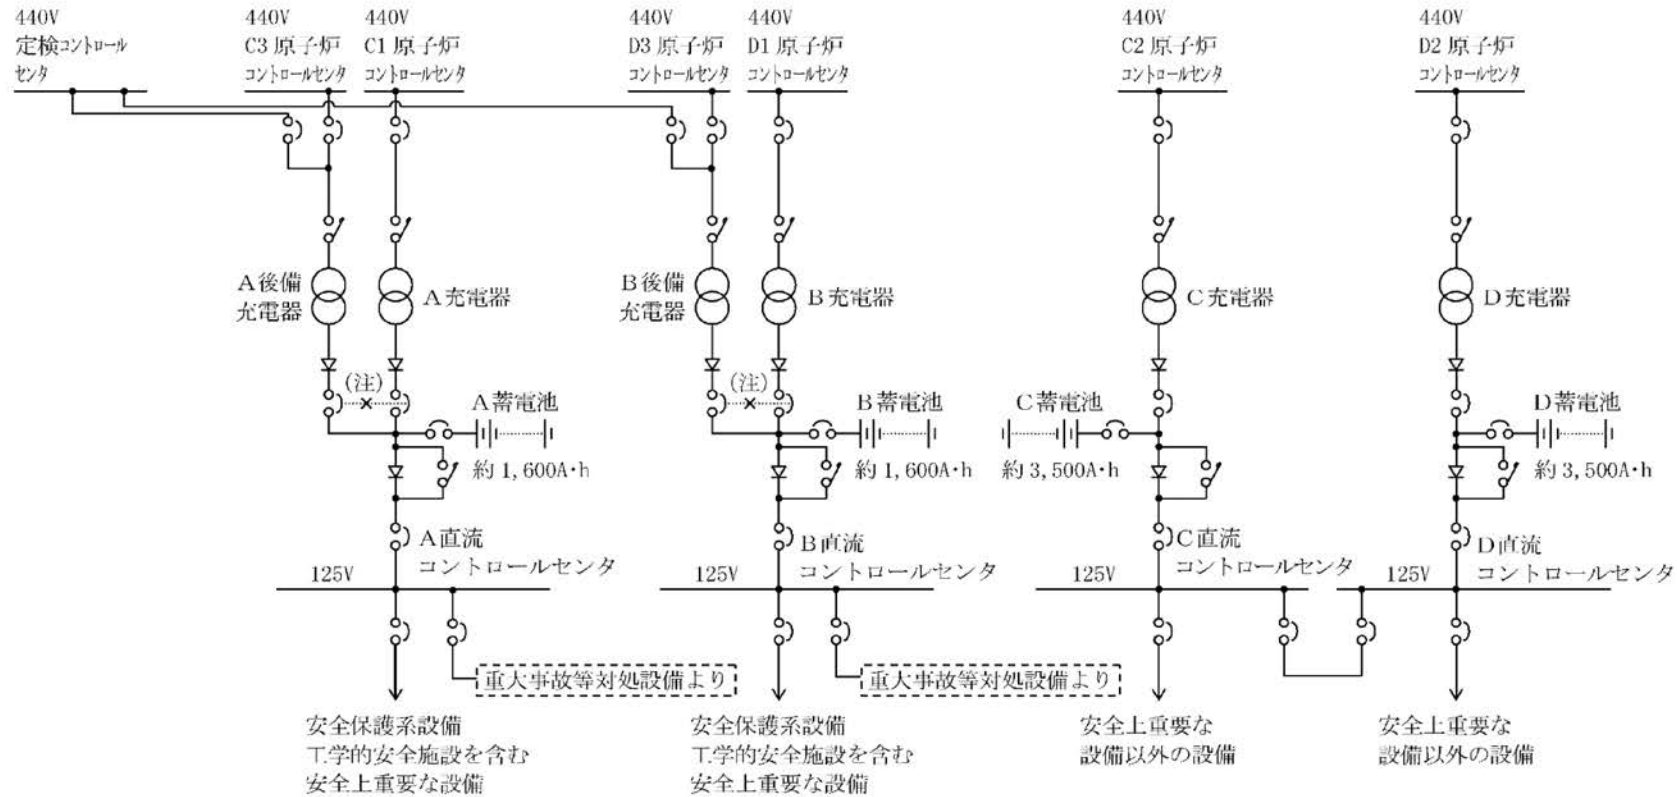 440V
定検コントロール
センタ
440V
C3 原子炉
コントロールセンタ
440V
C1 原子炉
コントロールセンタ
440V
D3 原子炉
コントロールセンタ
440V
D1 原子炉
コントロールセンタ
440V
C2 原子炉
コントロールセンタ
440V
D2 原子炉
コントロールセンタ
A後備
充電器
A充電器
B後備
充電器
B充電器
C充電器
D充電器
(注)
A蓄電池
約1,600A・h
(注)
B蓄電池
約1,600A・h
C蓄電池
約3,500A・h
D蓄電池
約3,500A・h
A直流
コントロールセンタ
125V
B直流
コントロールセンタ
125V
C直流
コントロールセンタ
125V
D直流
コントロールセンタ
125V
重大事故等対処設備より
重大事故等対処設備より
安全保護系設備
工学的安全施設を含む
安全上重要な設備
安全保護系設備
工学的安全施設を含む
安全上重要な設備
安全上重要な
設備以外の設備
安全上重要な
設備以外の設備